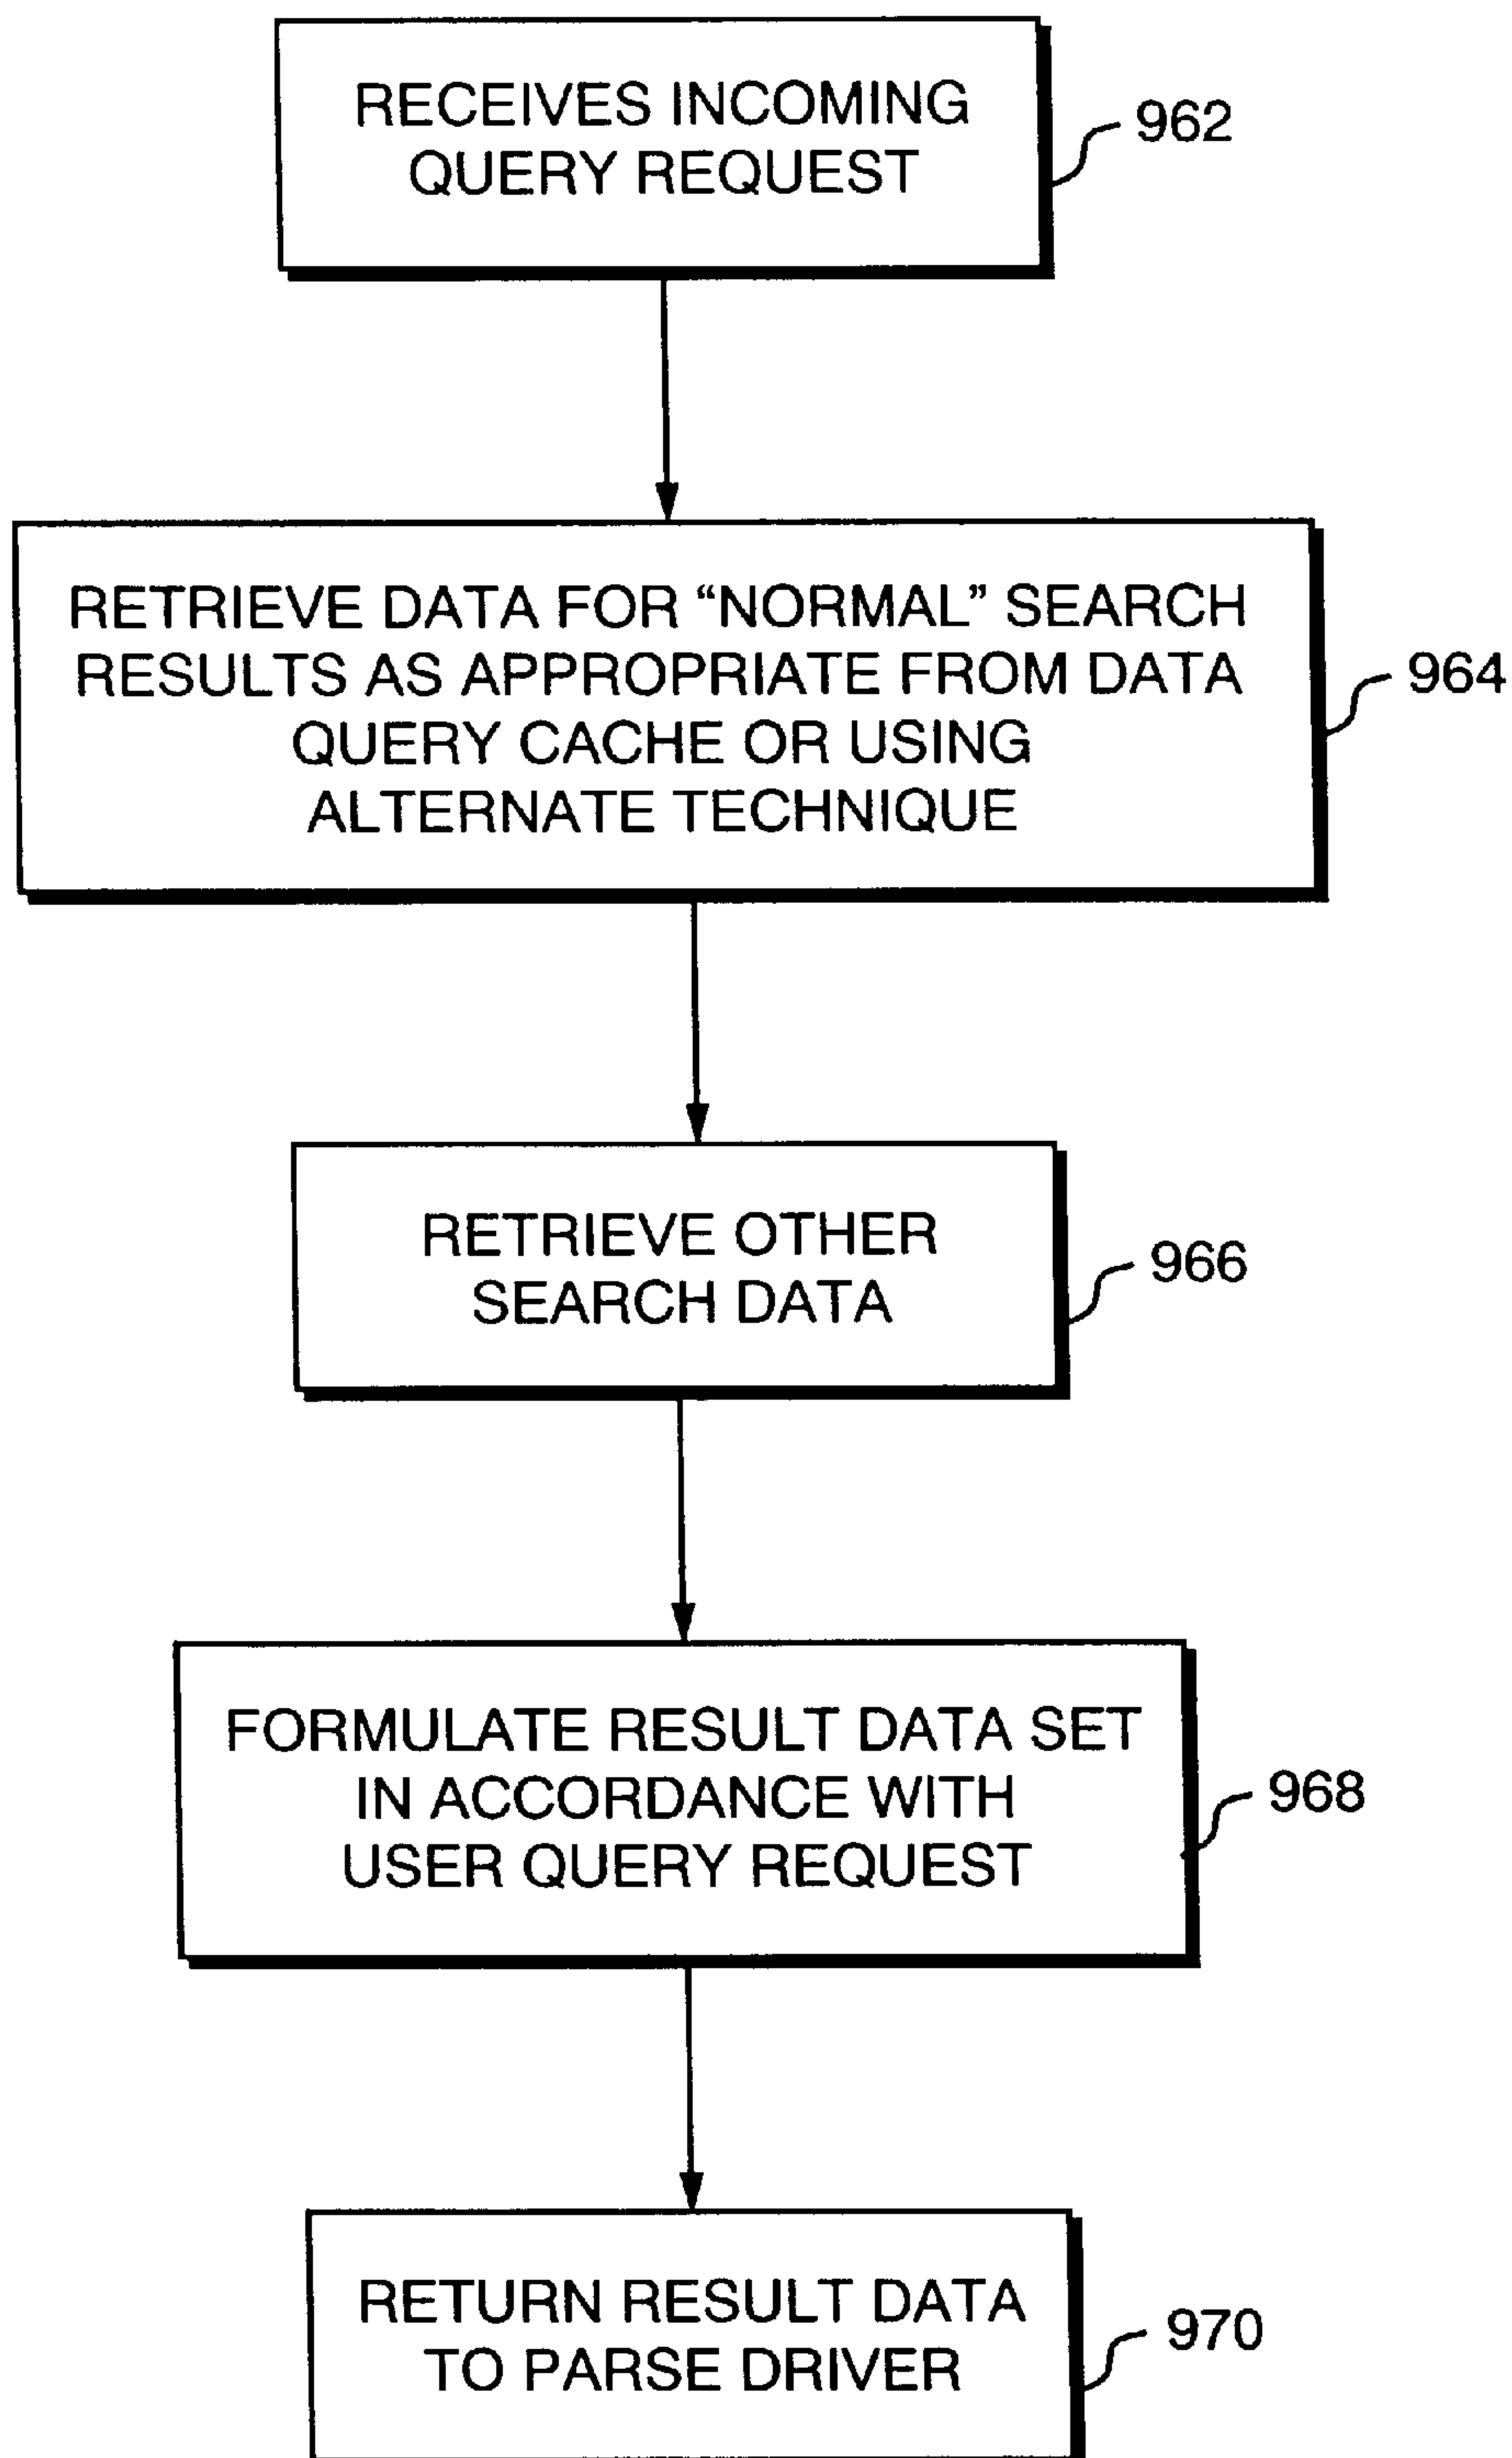 RECEIVES INCOMING
QUERY REQUEST
962
RETRIEVE DATA FOR “NORMAL” SEARCH
RESULTS AS APPROPRIATE FROM DATA
QUERY CACHE OR USING
ALTERNATE TECHNIQUE
964
RETRIEVE OTHER
SEARCH DATA
966
FORMULATE RESULT DATA SET
IN ACCORDANCE WITH
USER QUERY REQUEST
968
RETURN RESULT DATA
TO PARSE DRIVER
970